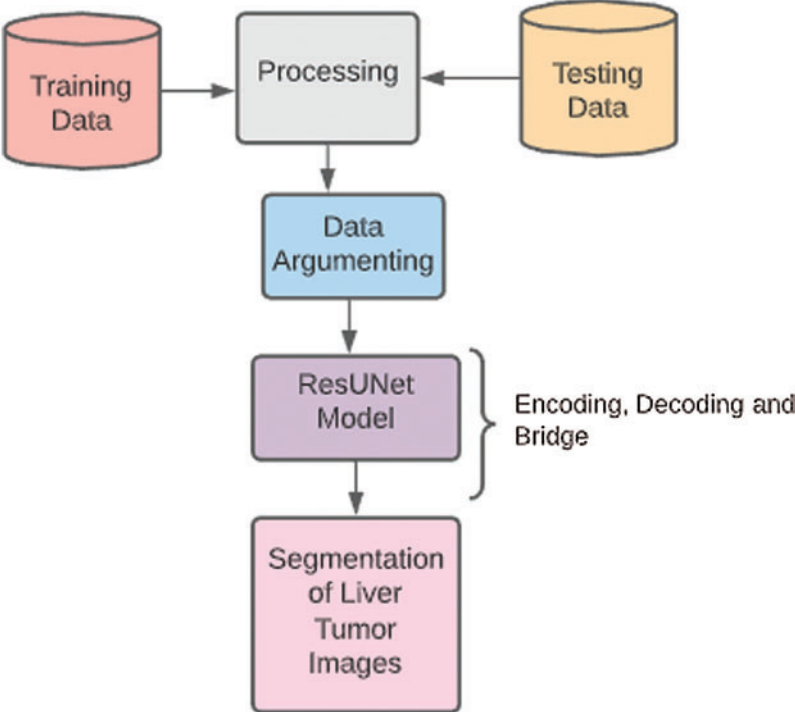 Training
Data
Processing
Testing
Data
Data
Argumenting
ResUNet
Model
Encoding, Decoding and
Bridge
Segmentation
of Liver
Tumor
Images